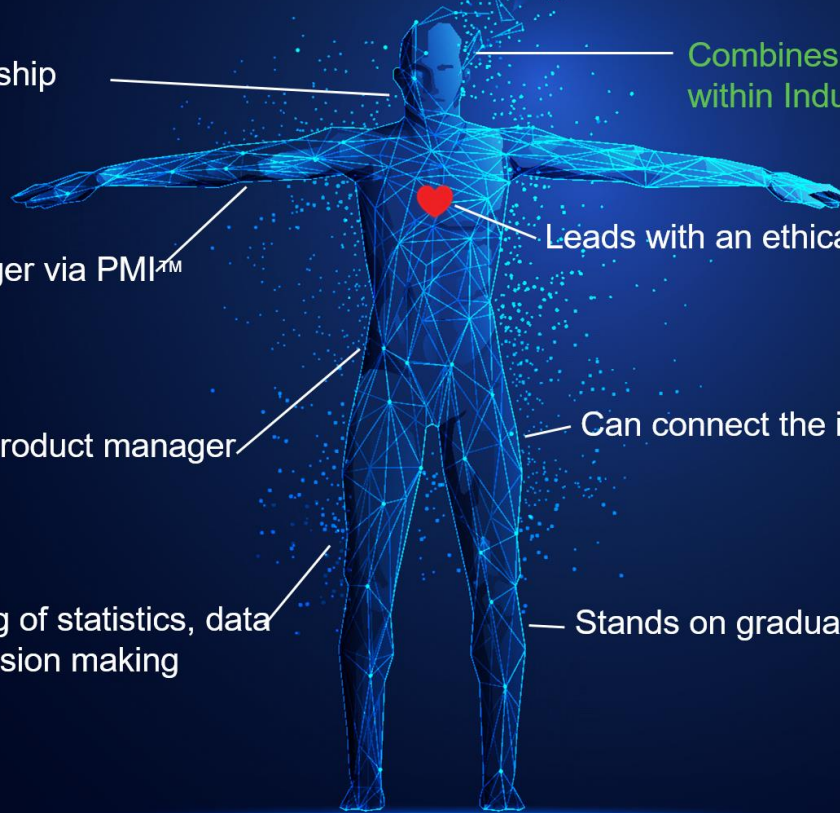 ship
Combines
within Indu
Leads with an ethica
ger via PMI™
roduct manager
Can connect the i
g of statistics, data
sion making
Stands on gradua